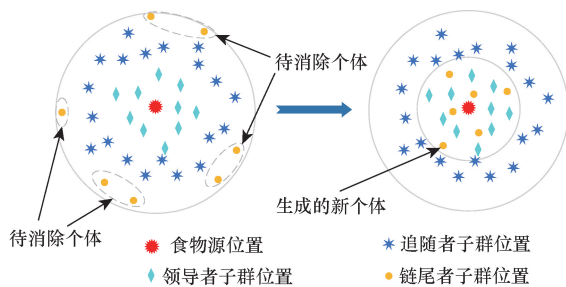 待消除个体
生成的新个体
待消除个体
食物源位置
追随者子群位置
领导者子群位置
链尾者子群位置